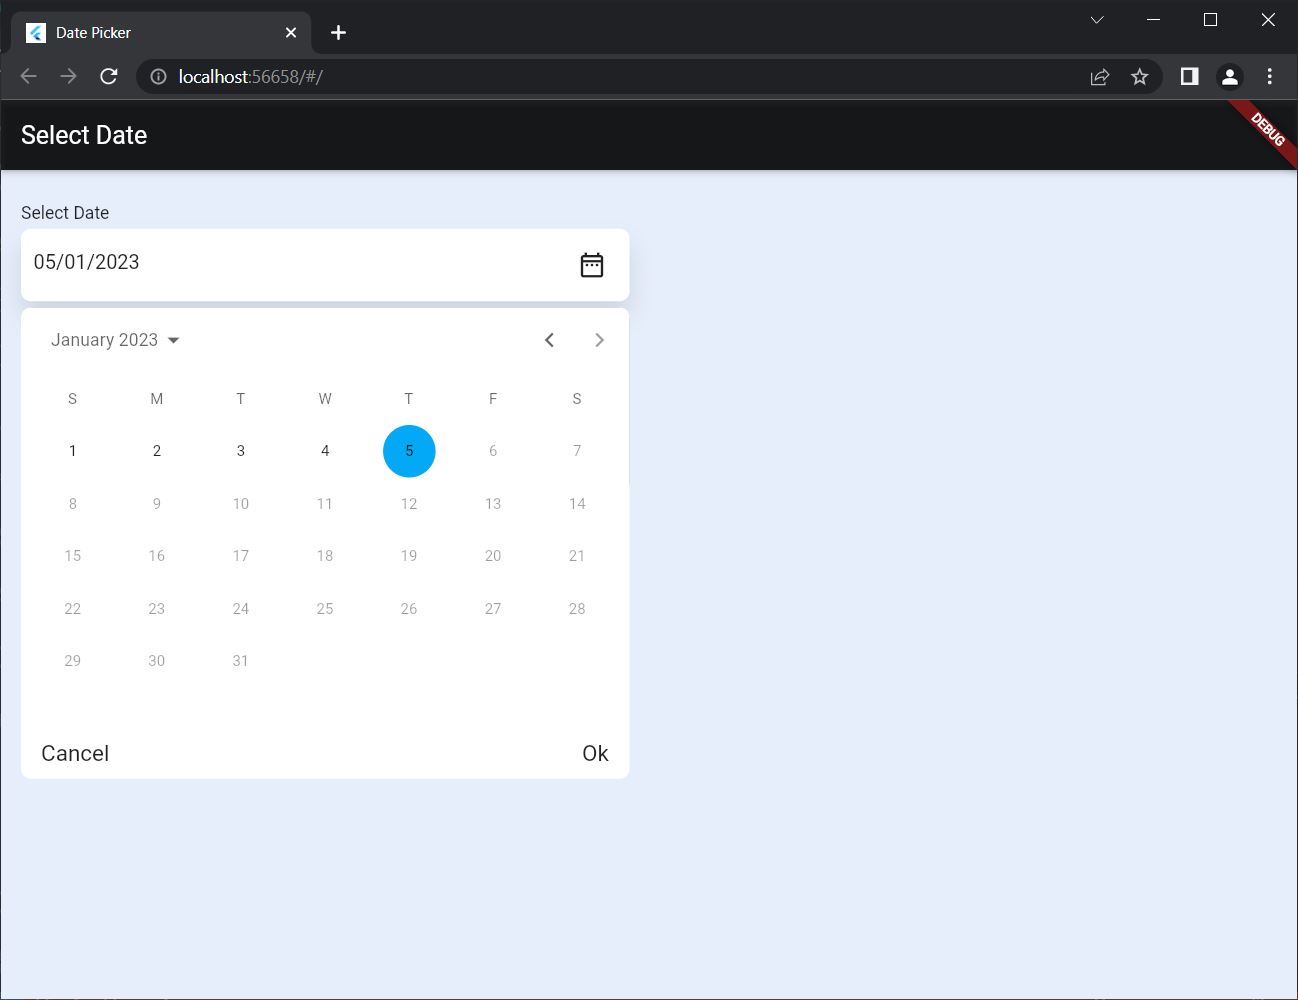 Date Picker
localhost:56658/#/
Select Date
DEBUG
Select Date
05/01/2023
January 2023
S M T W T F S
1 2 3 4 5 6 7
8 9 10 11 12 13 14
15 16 17 18 19 20 21
22 23 24 25 26 27 28
29 30 31
Cancel Ok